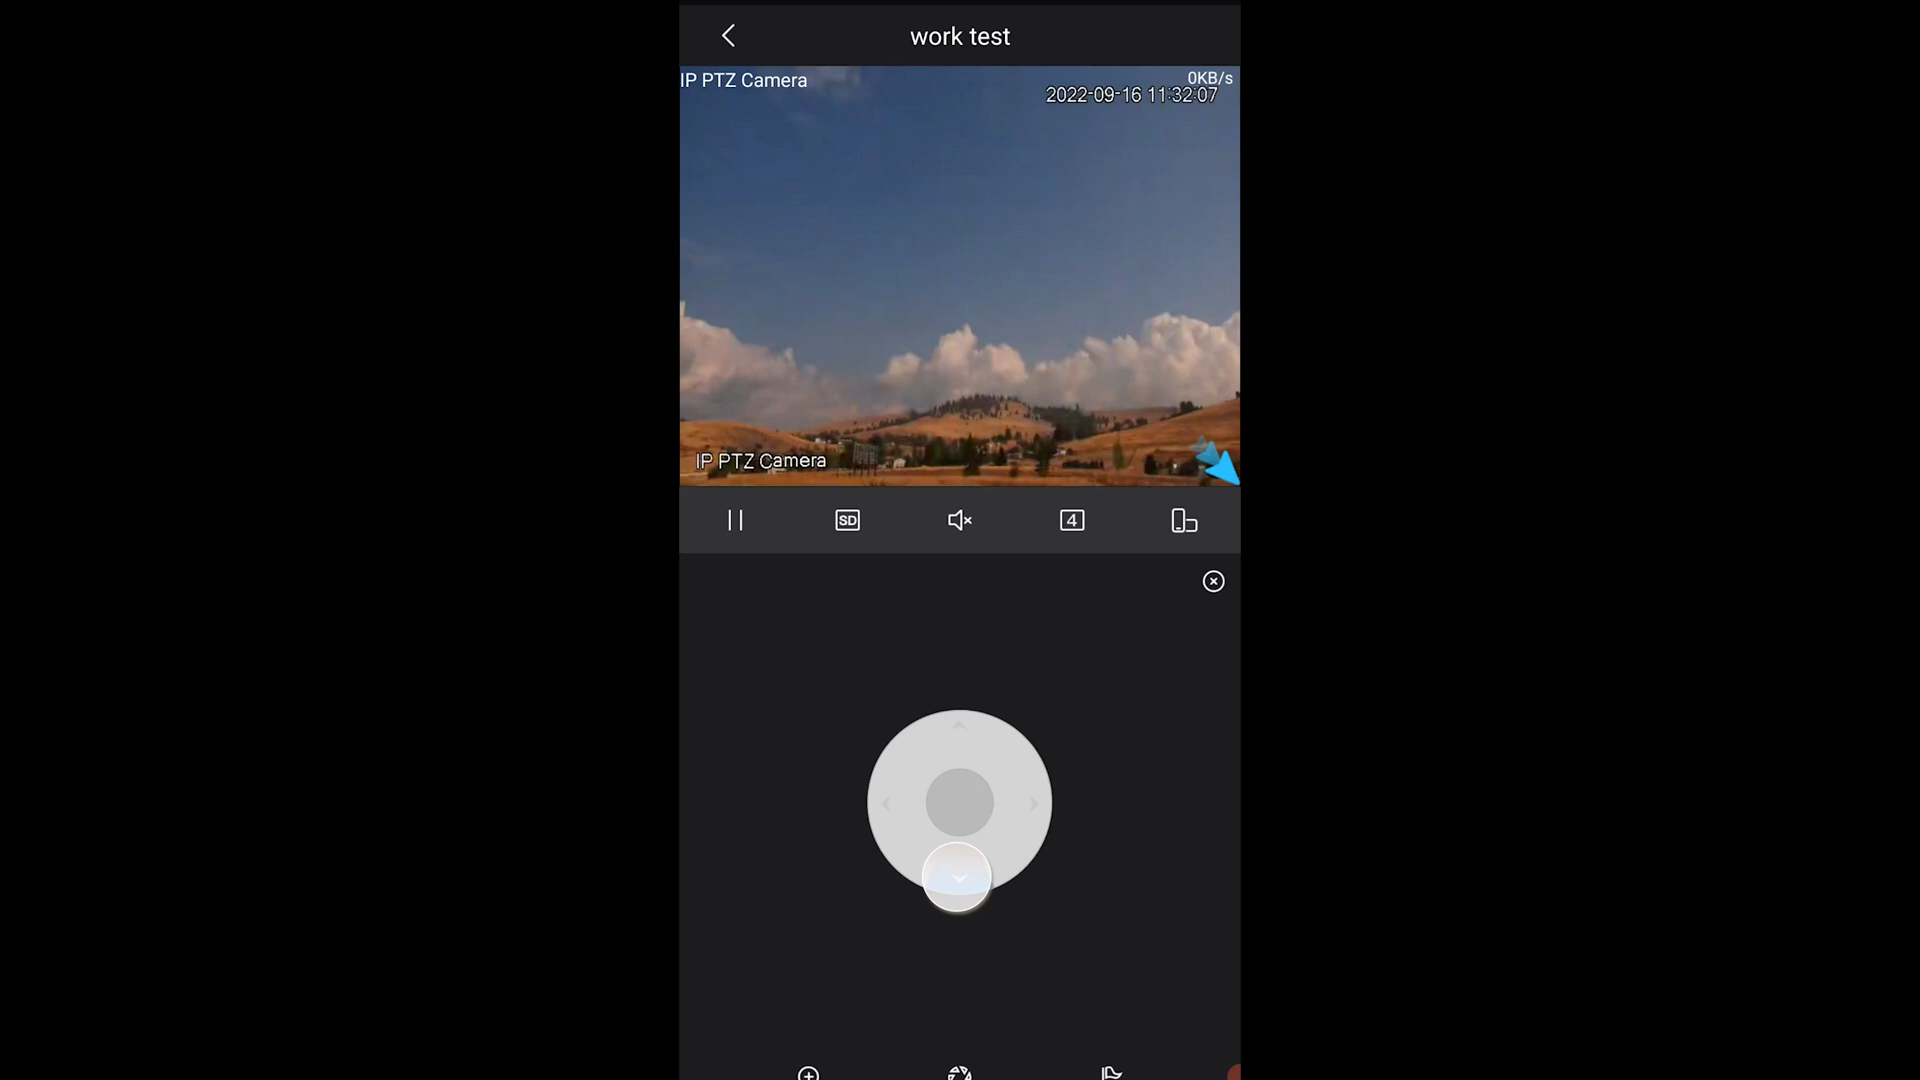 work test
IP PTZ Camera
0KB/s
2022-09-16 11:32:07
IP PTZ Camera
SD
4